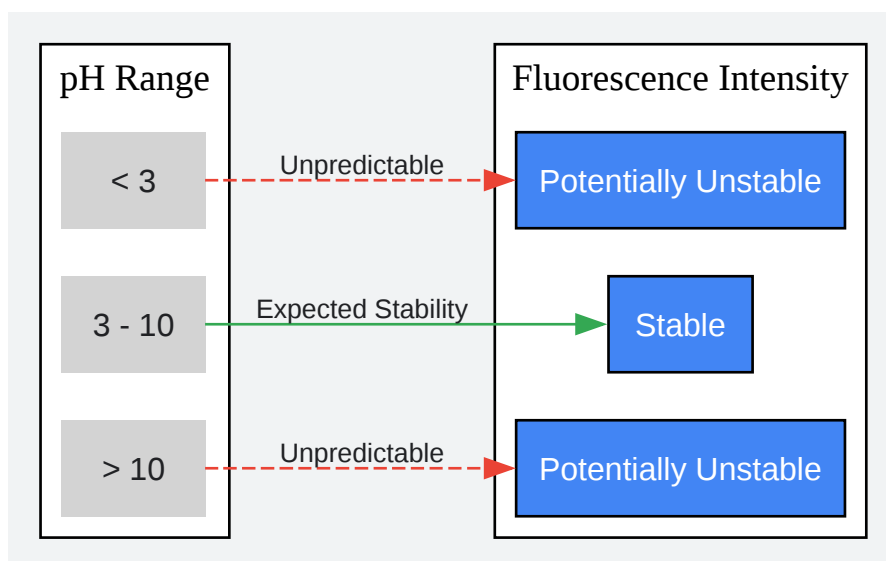 pH Range
Fluorescence Intensity
< 3
Unpredictable
Potentially Unstable
3 - 10
Expected Stability
Stable
> 10
Unpredictable
Potentially Unstable